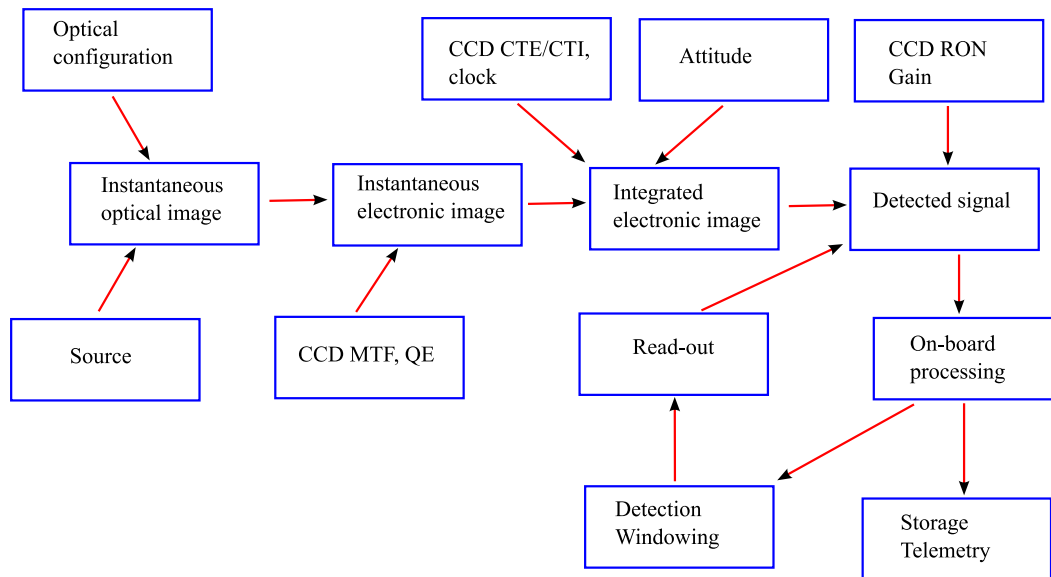 Optical
configuration
CCD CTE/CTI,
clock
Attitude
CCD RON
Gain
Instantaneous
optical image
Instantaneous
electronic image
Integrated
electronic image
Detected signal
Source
CCD MTF, QE
Read-out
On-board
processing
Detection
Windowing
Storage
Telemetry